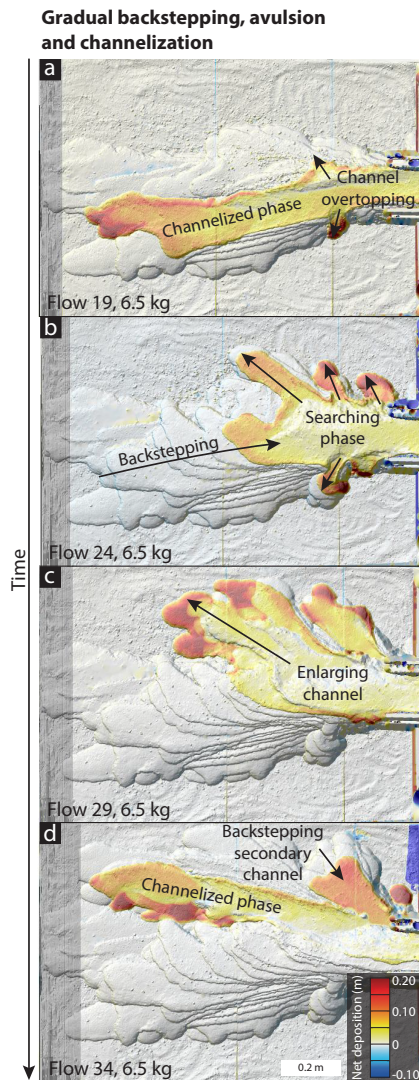 Gradual backstepping, avulsion
and channelization
Time
a
Channel
overtopping
Channelized phase
Flow 19, 6.5 kg
b
Searching
phase
Backstepping
Flow 24, 6.5 kg
c
Enlarging
channel
Flow 29, 6.5 kg
d
Backstepping
secondary
channel
Channelized phase
Flow 34, 6.5 kg
0.2 m
Net deposition (m)
0.20
0.10
0
-0.10